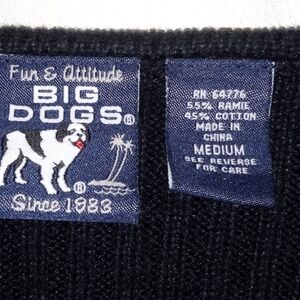 Fun & Attitude
BIG
DOGS®
®
Since 1983
RN 64776
55% RAMIE
45% COTTON
MADE IN
CHINA
MEDIUM
SEE REVERSE
FOR CARE